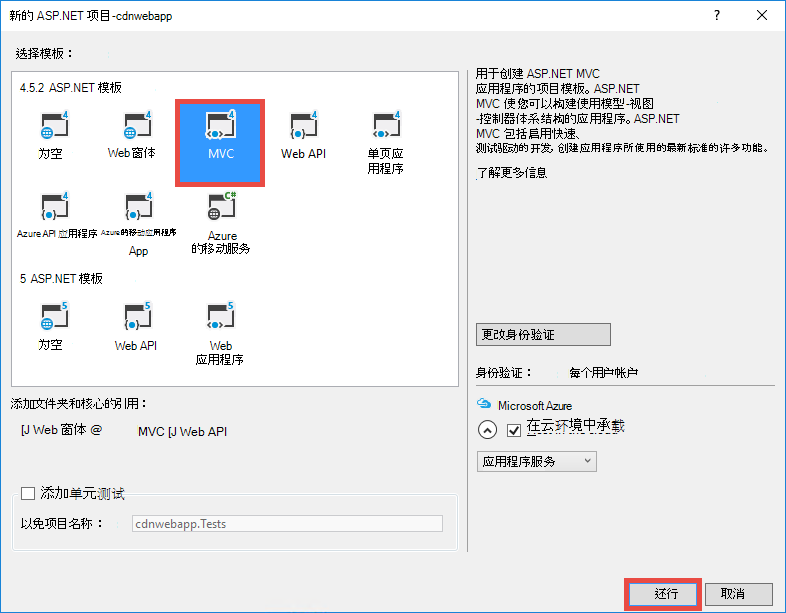 新的 ASP.NET 项目-cdnwebapp
?
选择模板：
4.5.2 ASP.NET 模板
为空
Web窗体
MVC
Web API
单页应
用程序
Azure API 应用程序
Azure的移动应用程序
App
Azure
的移动服务
5 ASP.NET 模板
为空
Web API
Web
应用程序
添加文件夹和核心的引用：
[J Web 窗体 @
MVC [J Web API
添加单元测试
以免项目名称：
cdnwebapp.Tests
用于创建 ASP.NET MVC
应用程序的项目模板。ASP.NET
MVC 使您可以构建使用模型-视图
-控制器体系结构的应用程序。ASP.NET
MVC 包括启用快速、
测试驱动的开发，创建应用程序所使用的最新标准的许多功能。
了解更多信息
更改身份验证
身份验证：
每个用户帐户
Microsoft Azure
在云环境中承载
应用程序服务
还行
取消